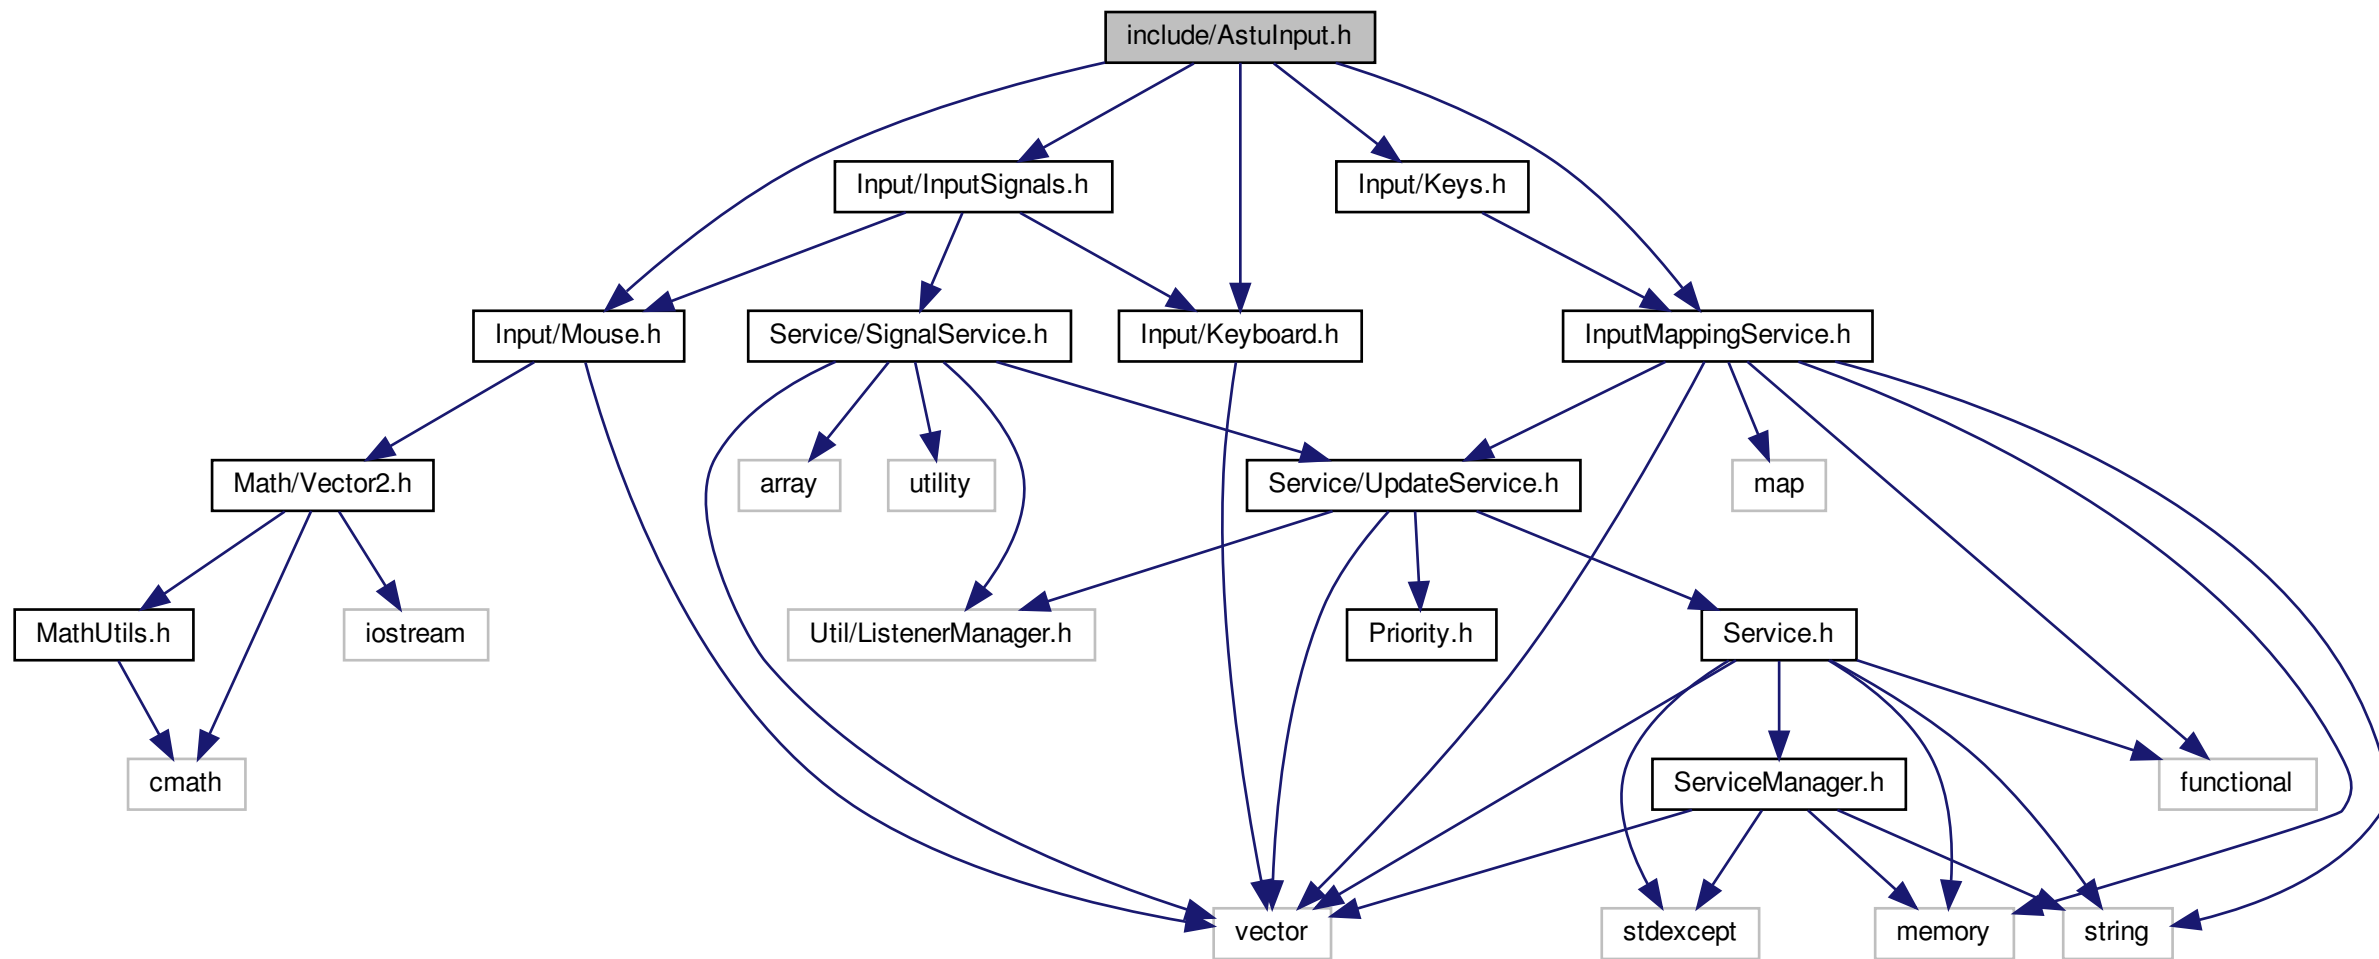 include/AstuInput.h
Input/InputSignals.h
Input/Keys.h
Input/Mouse.h
Service/SignalService.h
Input/Keyboard.h
InputMappingService.h
Math/Vector2.h
array
utility
Service/UpdateService.h
map
MathUtils.h
iostream
Util/ListenerManager.h
Priority.h
Service.h
cmath
ServiceManager.h
functional
vector
stdexcept
memory
string